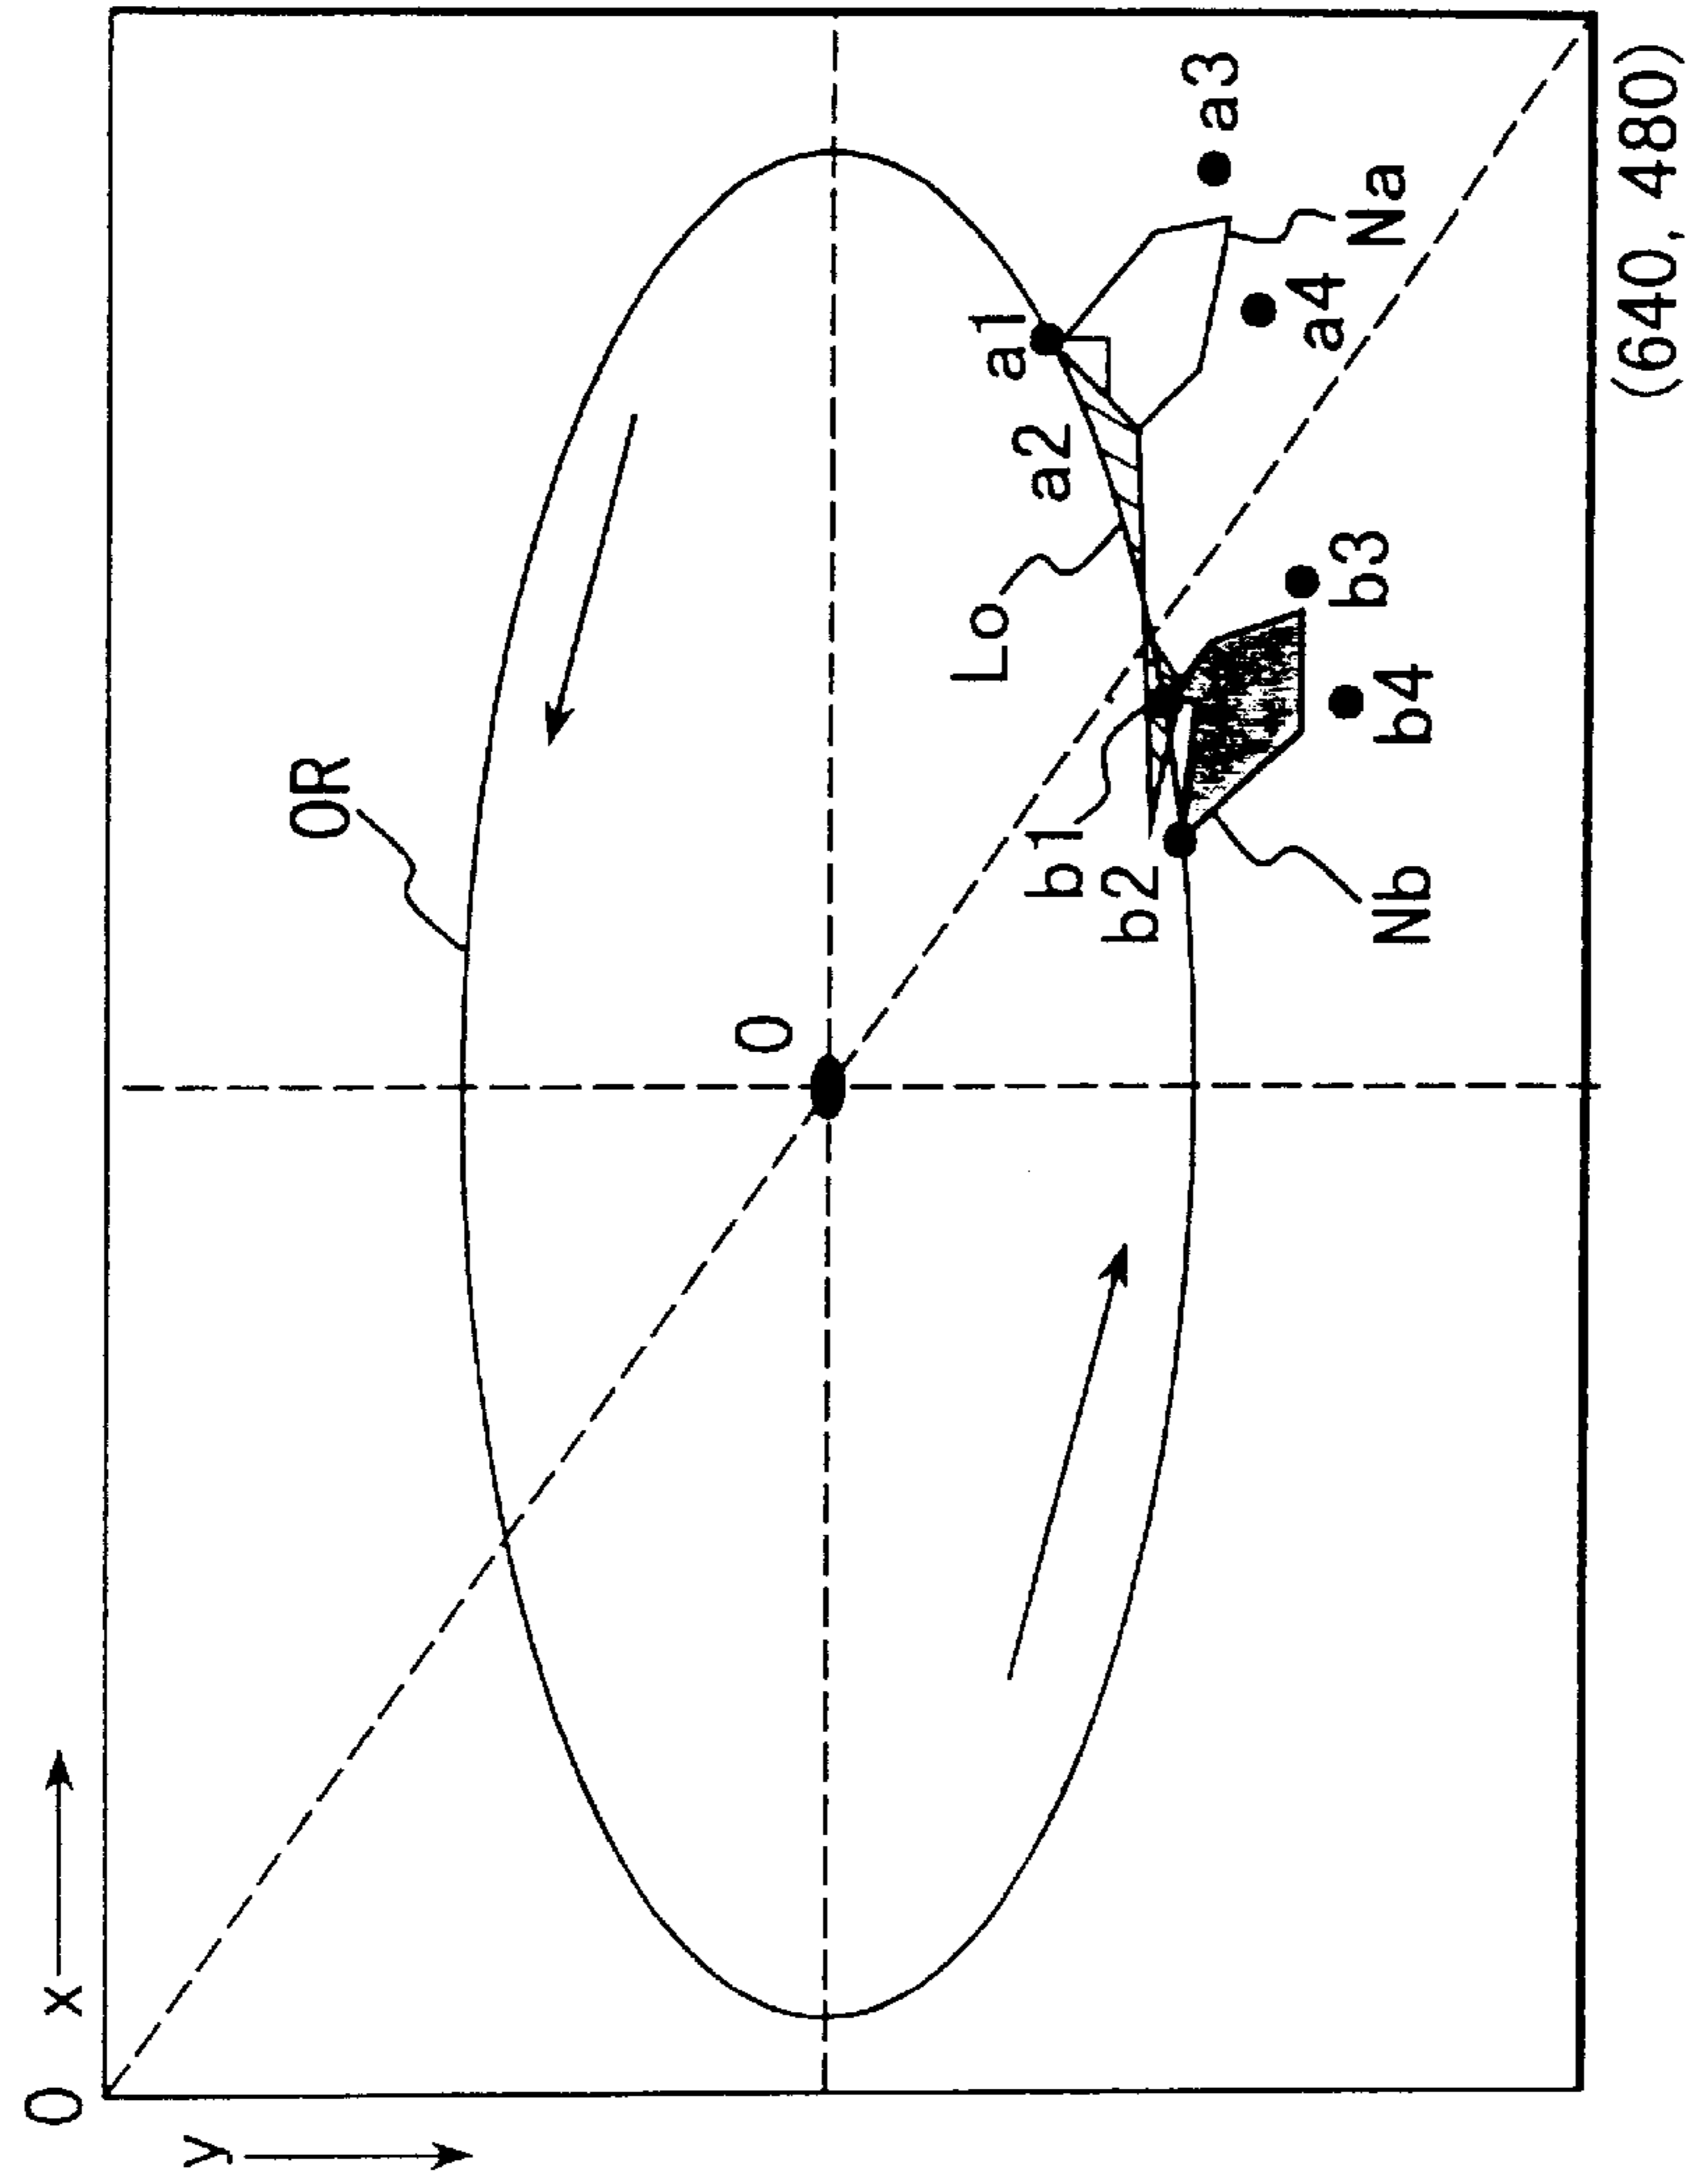 0 x
y
OR
O
Lo
a1
a2
b1
b2
a3
a4
b3
Na
Nb
b4
(640, 480)